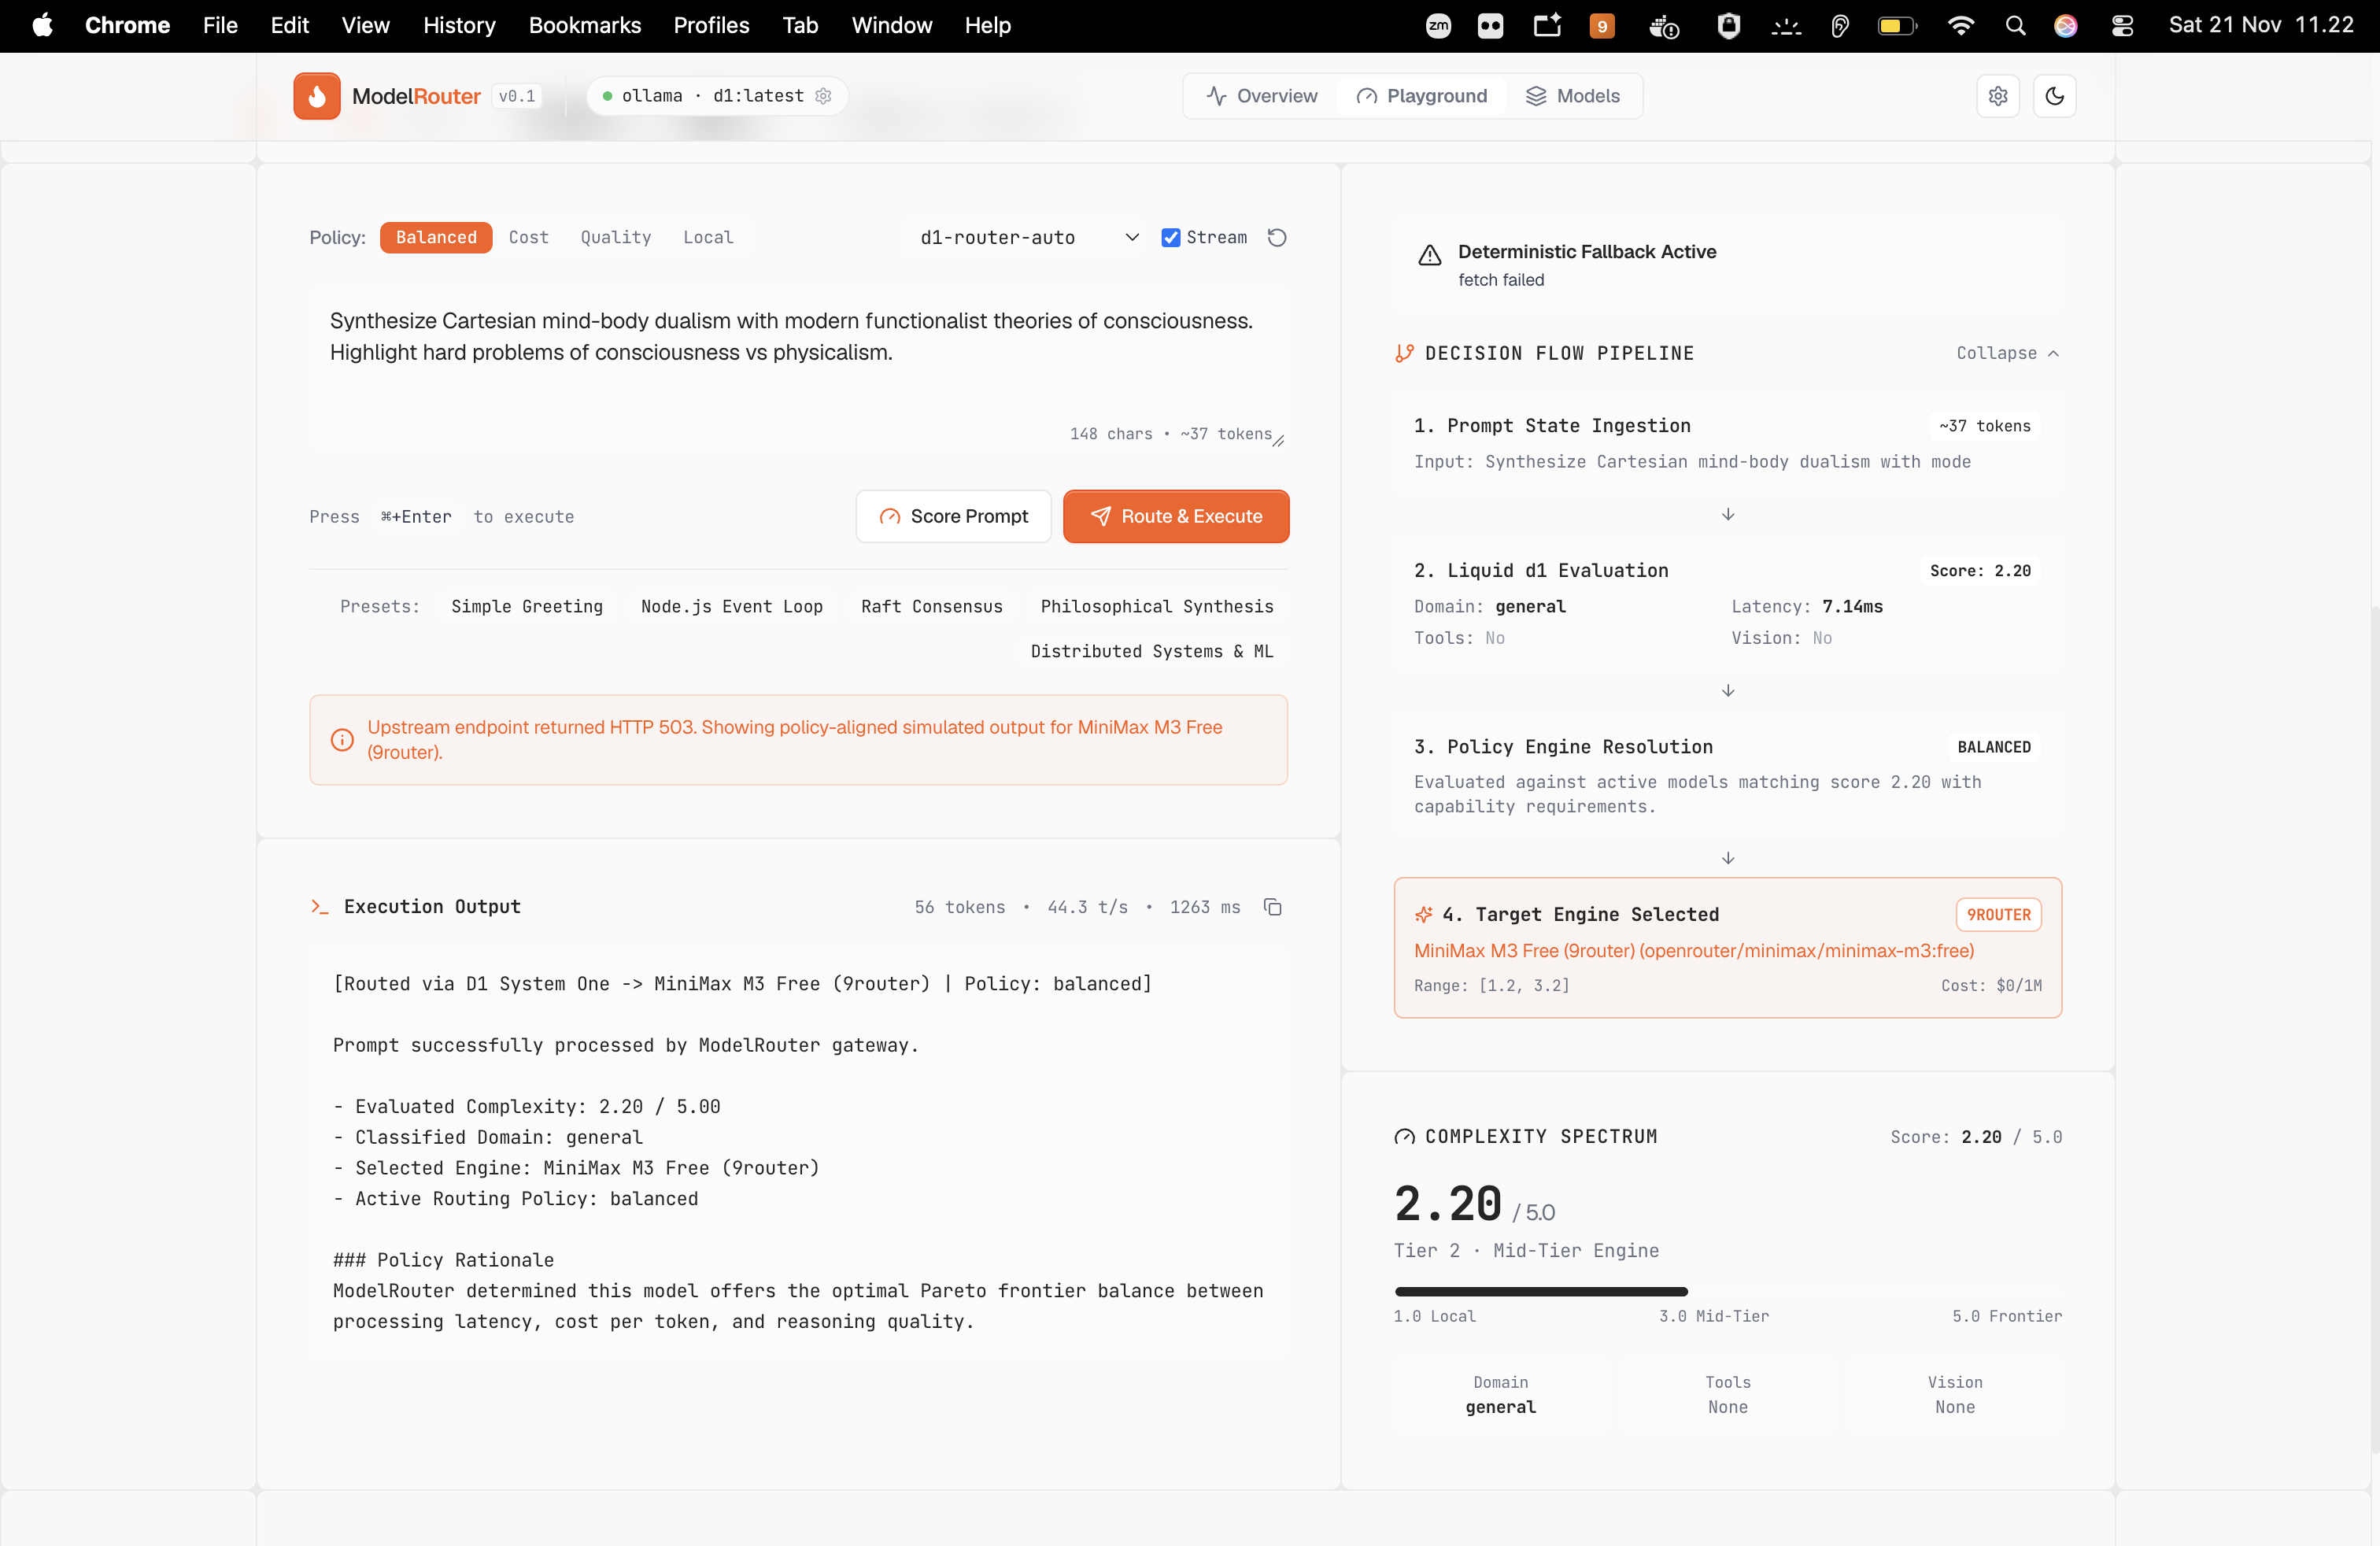 Chrome File Edit View History Bookmarks Profiles Tab Window Help
zm 9 Sat 21 Nov 11.22
ModelRouter v0.1 ollama · d1:latest
Overview Playground Models
Policy: Balanced Cost Quality Local d1-router-auto Stream
Synthesize Cartesian mind-body dualism with modern functionalist theories of consciousness.
Highlight hard problems of consciousness vs physicalism.
148 chars • ~37 tokens
Press ⌘+Enter to execute Score Prompt Route & Execute
Presets: Simple Greeting Node.js Event Loop Raft Consensus Philosophical Synthesis
Distributed Systems & ML
Upstream endpoint returned HTTP 503. Showing policy-aligned simulated output for MiniMax M3 Free
(9router).
Execution Output 56 tokens • 44.3 t/s • 1263 ms
[Routed via D1 System One -> MiniMax M3 Free (9router) | Policy: balanced]
Prompt successfully processed by ModelRouter gateway.
- Evaluated Complexity: 2.20 / 5.00
- Classified Domain: general
- Selected Engine: MiniMax M3 Free (9router)
- Active Routing Policy: balanced
### Policy Rationale
ModelRouter determined this model offers the optimal Pareto frontier balance between
processing latency, cost per token, and reasoning quality.
Deterministic Fallback Active
fetch failed
DECISION FLOW PIPELINE Collapse
1. Prompt State Ingestion ~37 tokens
Input: Synthesize Cartesian mind-body dualism with mode
2. Liquid d1 Evaluation Score: 2.20
Domain: general Latency: 7.14ms
Tools: No Vision: No
3. Policy Engine Resolution BALANCED
Evaluated against active models matching score 2.20 with
capability requirements.
4. Target Engine Selected 9ROUTER
MiniMax M3 Free (9router) (openrouter/minimax/minimax-m3:free)
Range: [1.2, 3.2] Cost: $0/1M
COMPLEXITY SPECTRUM Score: 2.20 / 5.0
2.20 / 5.0
Tier 2 · Mid-Tier Engine
1.0 Local 3.0 Mid-Tier 5.0 Frontier
Domain Tools Vision
general None None